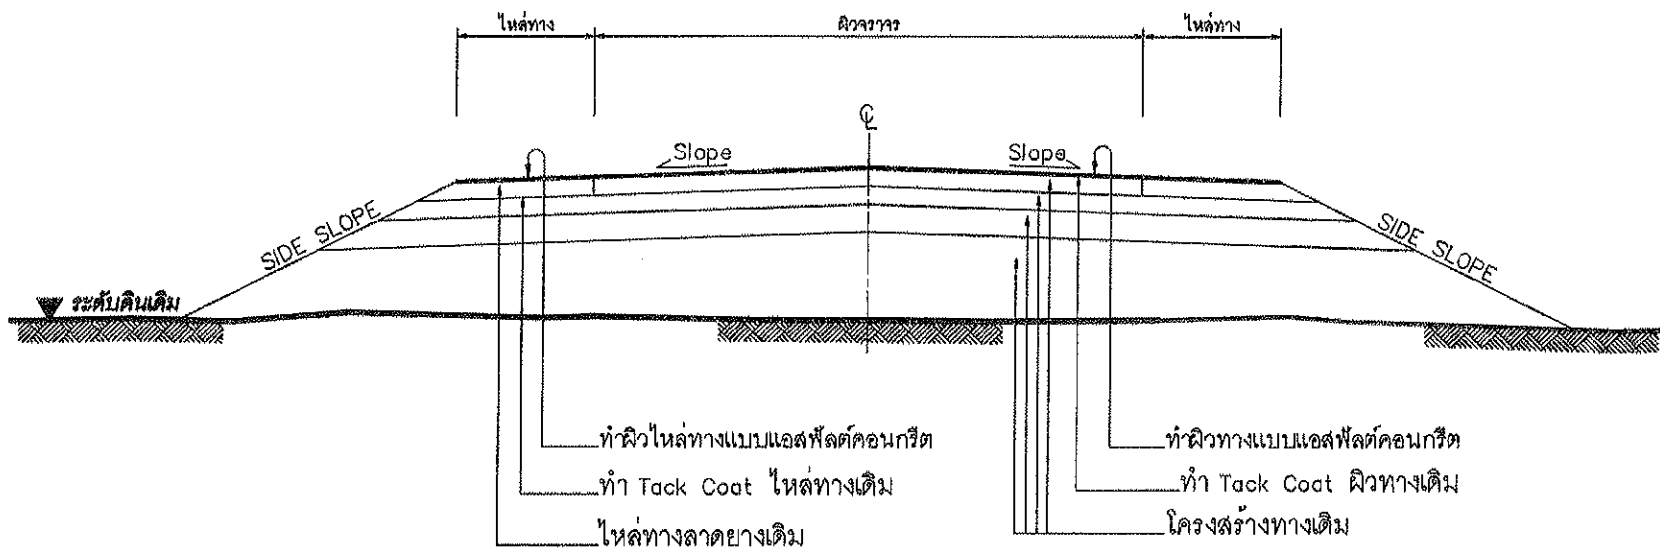 ไหล่ทาง ผิวจราจร ไหล่ทาง
℄
Slope Slope
SIDE SLOPE SIDE SLOPE
ระดับดินเดิม
ทำผิวไหล่ทางแบบแอสฟัลต์คอนกรีต ทำผิวทางแบบแอสฟัลต์คอนกรีต
ทำ Tack Coat ไหล่ทางเดิม ทำ Tack Coat ผิวทางเดิม
ไหล่ทางลาดยางเดิม โครงสร้างทางเดิม